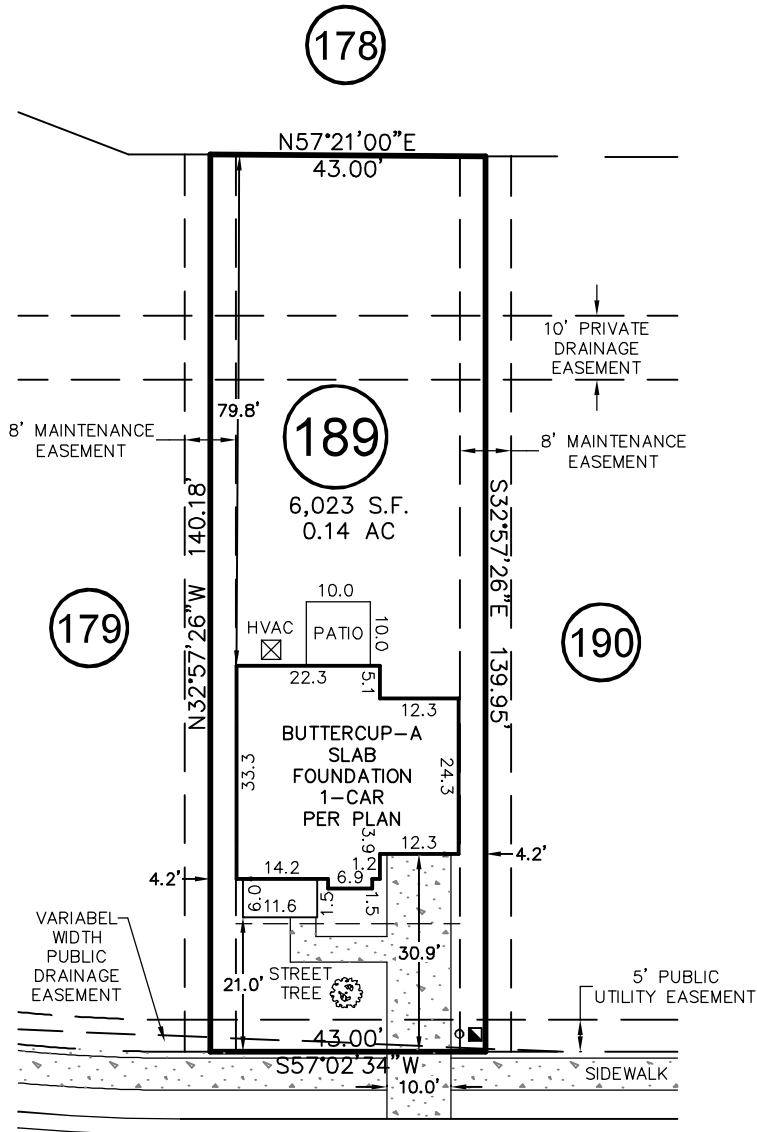 178
N57°21'00"E
43.00'
10' PRIVATE
DRAINAGE
EASEMENT
79.8'
189
8' MAINTENANCE
EASEMENT
8' MAINTENANCE
EASEMENT
6,023 S.F.
0.14 AC
N32°57'26"W 140.18'
S32°57'26"E 139.95'
179
190
10.0
HVAC
PATIO
10.0
22.3
5.1
12.3
BUTTERCUP-A
SLAB
FOUNDATION
1-CAR
PER PLAN
33.3
24.3
3.9
12.3
1.2
14.2
6.9
4.2'
4.2'
6.0
11.6
1.5
1.5
VARIABEL
WIDTH
PUBLIC
DRAINAGE
EASEMENT
30.9'
21.0'
STREET
TREE
5' PUBLIC
UTILITY EASEMENT
43.00'
S57°02'34"W
10.0'
SIDEWALK